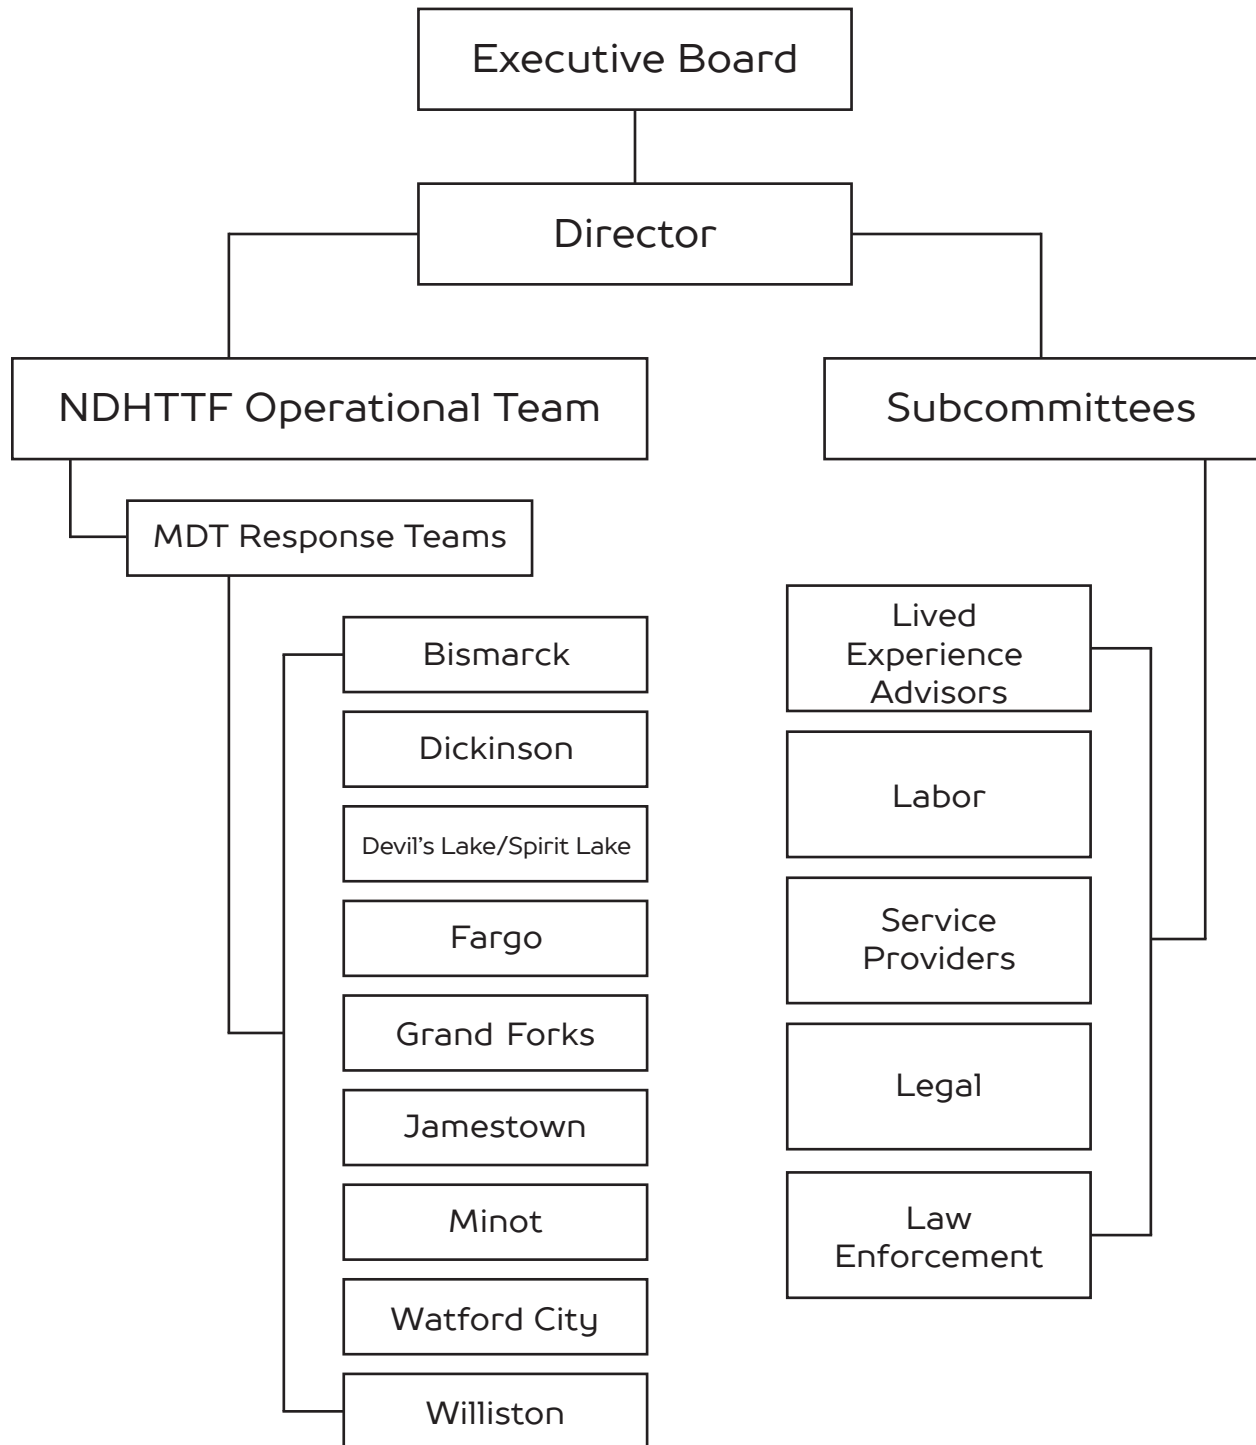 Executive Board
Director
NDHTTF Operational Team
Subcommittees
MDT Response Teams
Bismarck
Dickinson
Devil's Lake/Spirit Lake
Fargo
Grand Forks
Jamestown
Minot
Watford City
Williston
Lived
Experience
Advisors
Labor
Service
Providers
Legal
Law
Enforcement